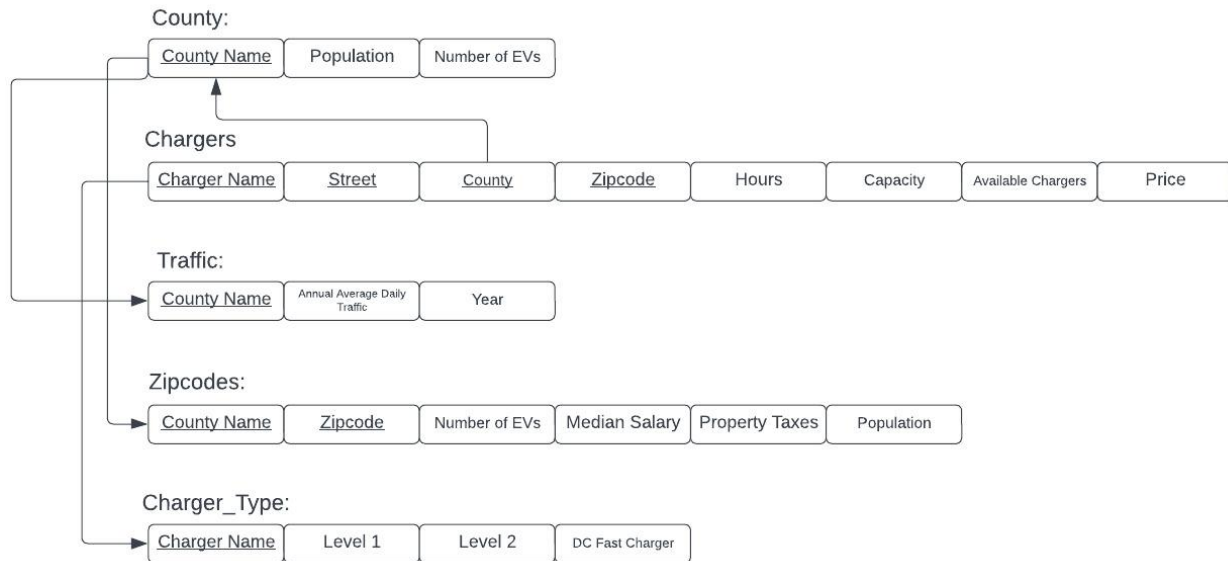 County:
County Name Population Number of EVs
Chargers
Charger Name Street County Zipcode Hours Capacity Available Chargers Price
Traffic:
County Name Annual Average Daily Traffic Year
Zipcodes:
County Name Zipcode Number of EVs Median Salary Property Taxes Population
Charger_Type:
Charger Name Level 1 Level 2 DC Fast Charger